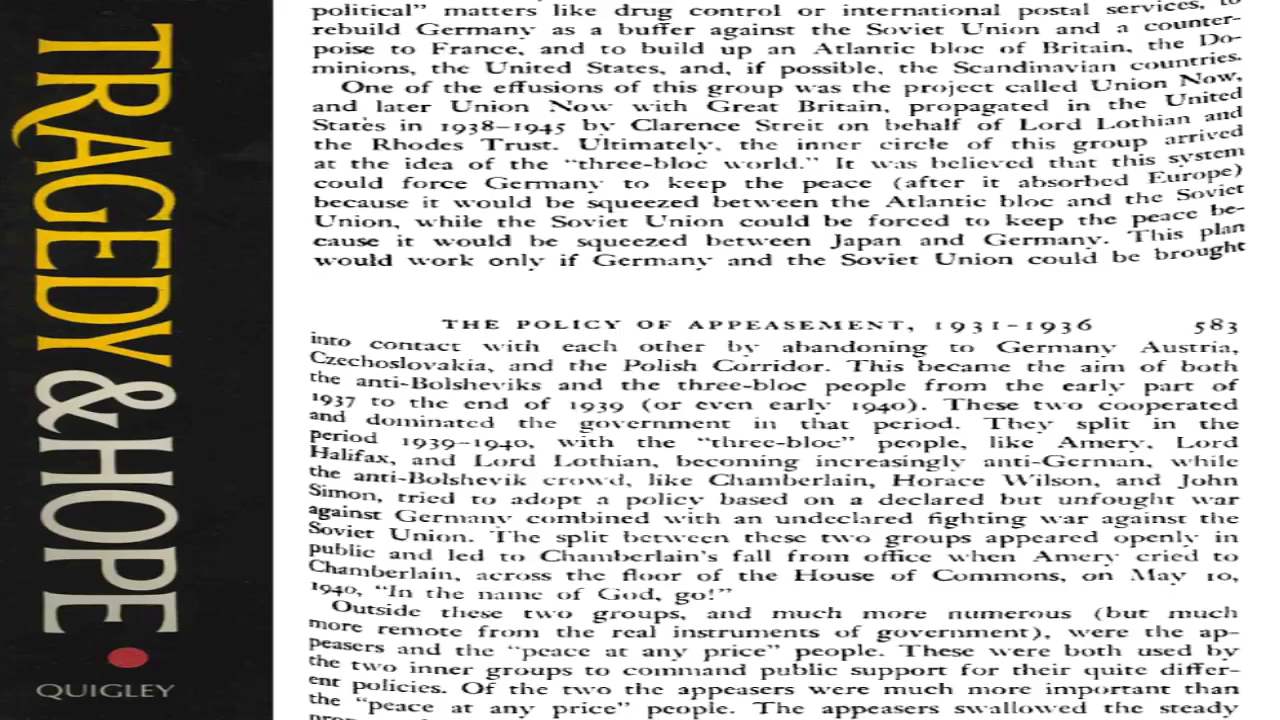 TRAGEDY & HOPE
QUIGLEY
political” matters like drug control or international postal services, to
rebuild Germany as a buffer against the Soviet Union and a counter-
poise to France, and to build up an Atlantic bloc of Britain, the Do-
minions, the United States, and, if possible, the Scandinavian countries.
One of the effusions of this group was the project called Union Now,
and later Union Now with Great Britain, propagated in the United
States in 1938–1945 by Clarence Streit on behalf of Lord Lothian and
the Rhodes Trust. Ultimately, the inner circle of this group arrived
at the idea of the “three-bloc world.” It was believed that this system
could force Germany to keep the peace (after it absorbed Europe)
because it would be squeezed between the Atlantic bloc and the Soviet
Union, while the Soviet Union could be forced to keep the peace be-
cause it would be squeezed between Japan and Germany. This plan
would work only if Germany and the Soviet Union could be brought
THE POLICY OF APPEASEMENT, 1931–1936 583
into contact with each other by abandoning to Germany Austria,
Czechoslovakia, and the Polish Corridor. This became the aim of both
the anti-Bolsheviks and the three-bloc people from the early part of
1937 to the end of 1939 (or even early 1940). These two cooperated
and dominated the government in that period. They split in the
period 1939–1940, with the “three-bloc” people, like Amery, Lord
Halifax, and Lord Lothian, becoming increasingly anti-German, while
the anti-Bolshevik crowd, like Chamberlain, Horace Wilson, and John
Simon, tried to adopt a policy based on a declared but unfought war
against Germany combined with an undeclared fighting war against the
Soviet Union. The split between these two groups appeared openly in
public and led to Chamberlain’s fall from office when Amery cried to
Chamberlain, across the floor of the House of Commons, on May 10,
1940, “In the name of God, go!”
Outside these two groups, and much more numerous (but much
more remote from the real instruments of government), were the ap-
peasers and the “peace at any price” people. These were both used by
the two inner groups to command public support for their quite differ-
ent policies. Of the two the appeasers were much more important than
the “peace at any price” people. The appeasers swallowed the steady